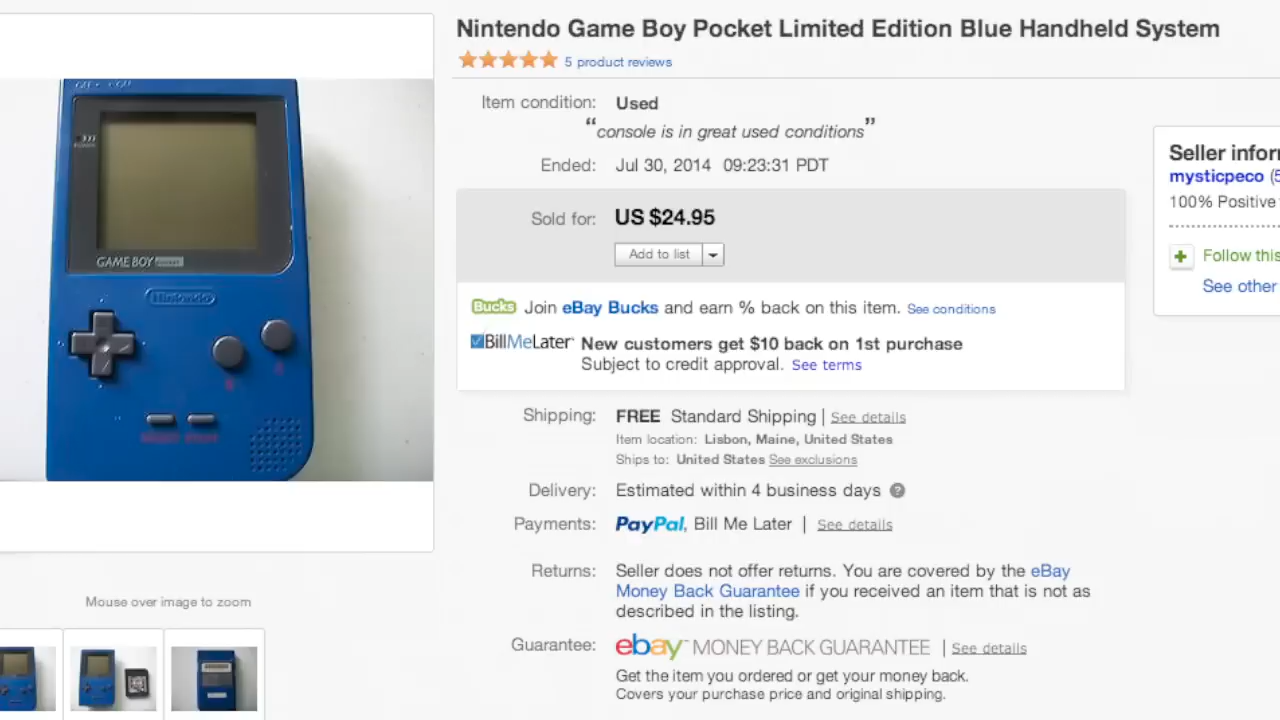 Nintendo Game Boy Pocket Limited Edition Blue Handheld System
5 product reviews
Item condition: Used
“console is in great used conditions”
Ended: Jul 30, 2014 09:23:31 PDT
Sold for: US $24.95
Add to list
Bucks Join eBay Bucks and earn % back on this item. See conditions
BillMeLater New customers get $10 back on 1st purchase
Subject to credit approval. See terms
Shipping: FREE Standard Shipping | See details
Item location: Lisbon, Maine, United States
Ships to: United States See exclusions
Delivery: Estimated within 4 business days ?
Payments: PayPal, Bill Me Later | See details
Returns: Seller does not offer returns. You are covered by the eBay
Money Back Guarantee if you received an item that is not as
described in the listing.
Guarantee: ebay MONEY BACK GUARANTEE | See details
Get the item you ordered or get your money back.
Covers your purchase price and original shipping.
Seller infor
mysticpeco (5
100% Positive
Follow this
See other
GAME BOY pocket
Nintendo
B A
SELECT START
Mouse over image to zoom